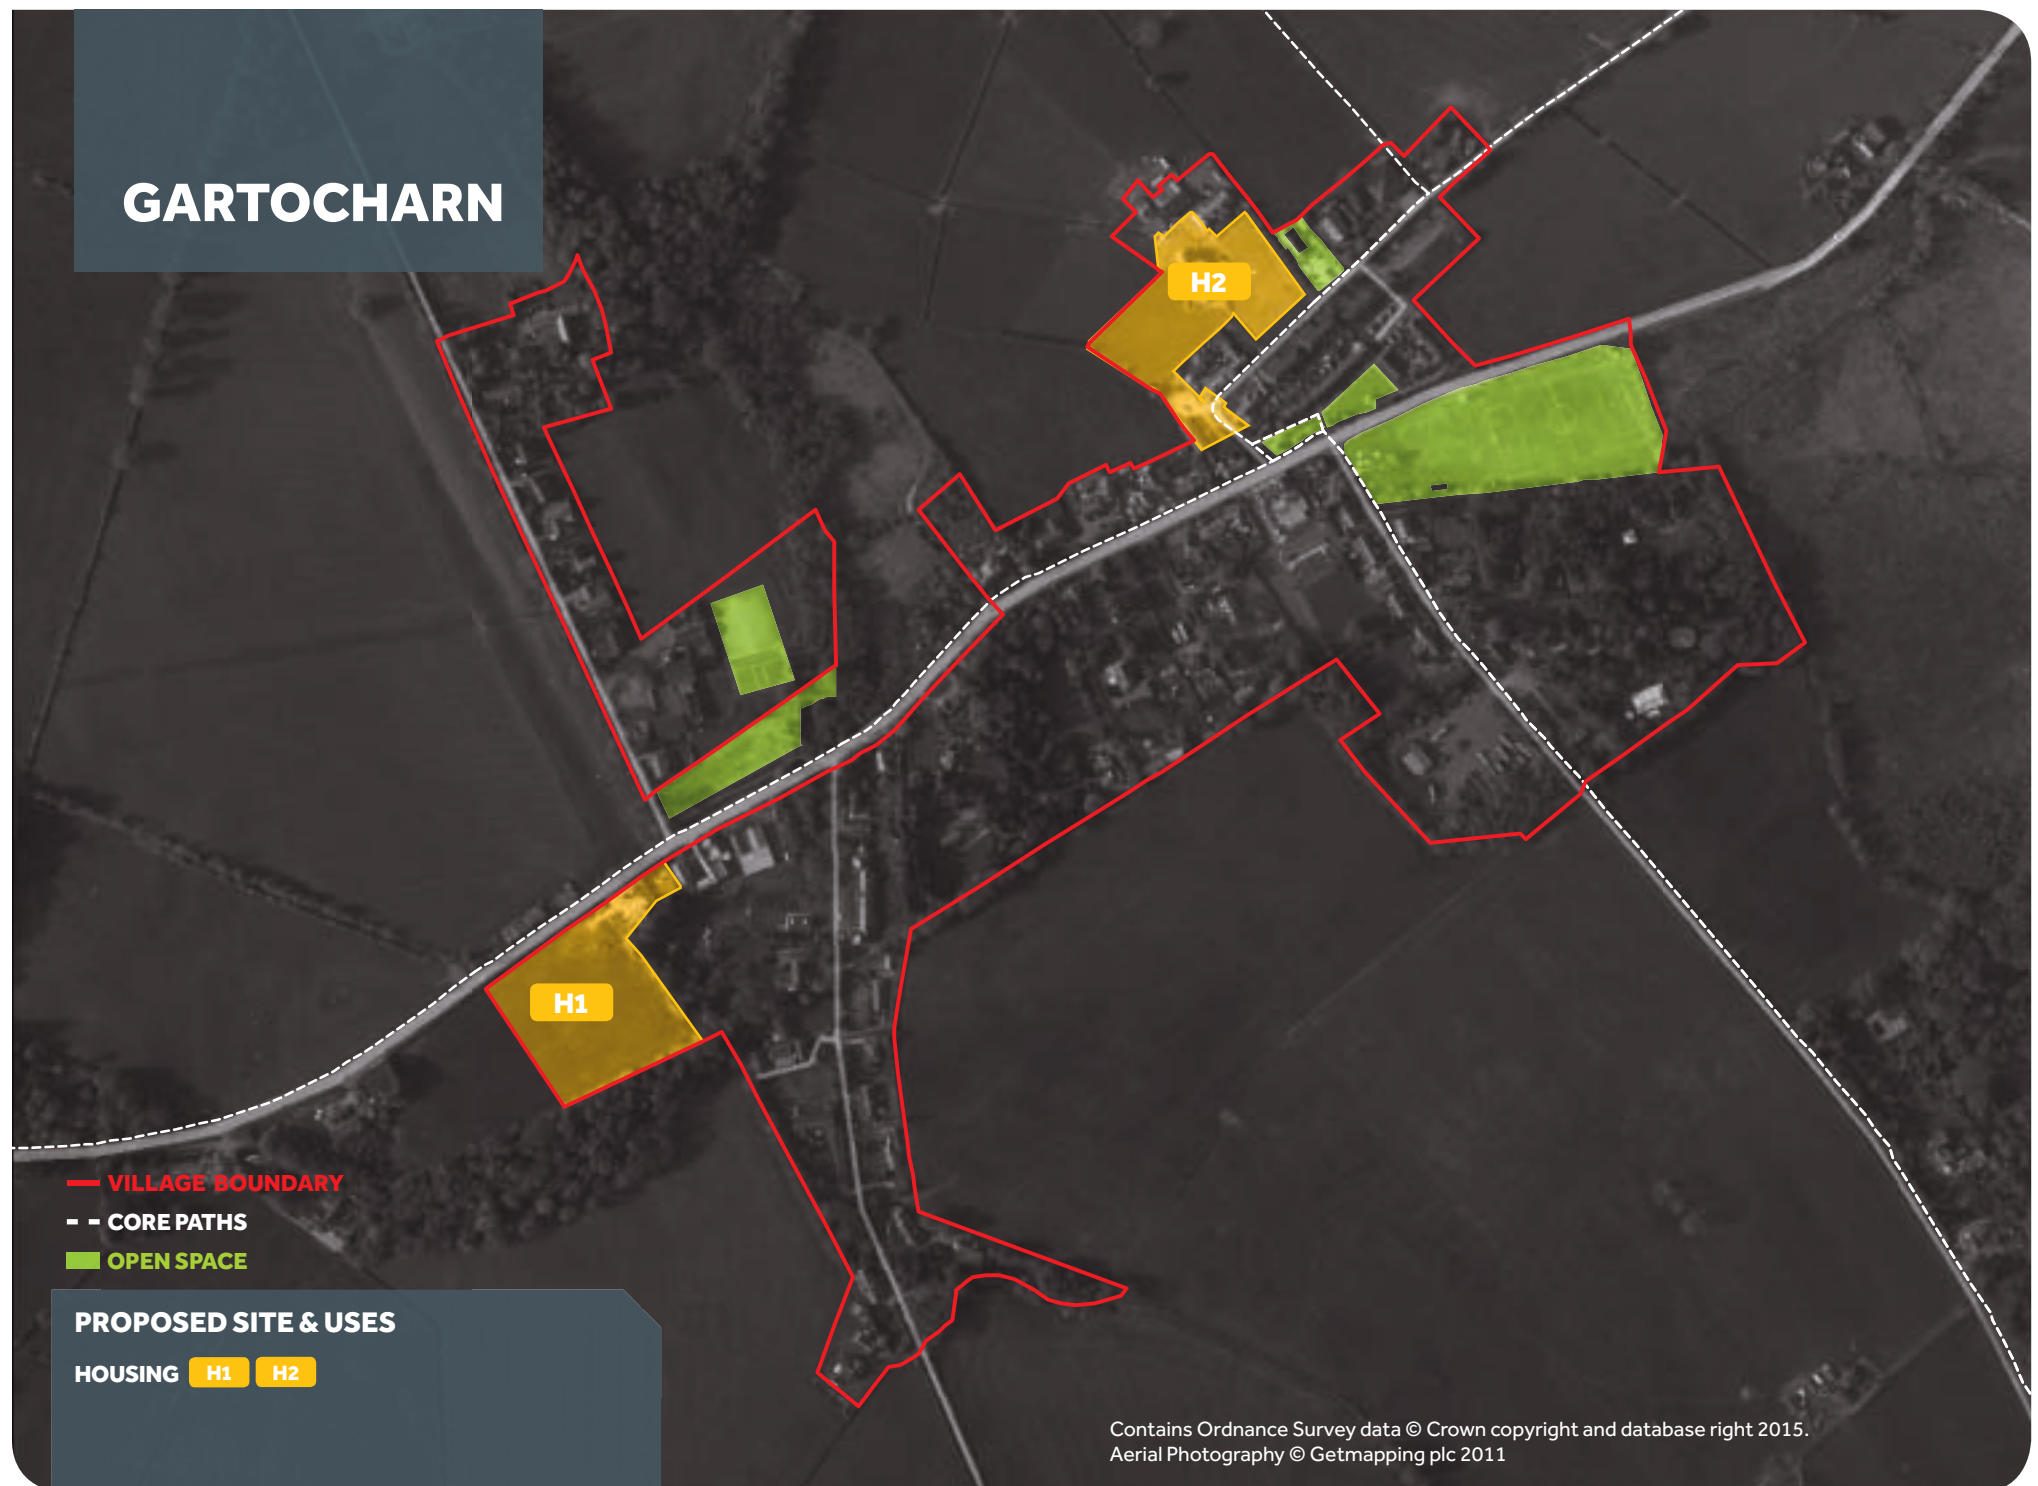 GARTOCHARN
H2
H1
VILLAGE BOUNDARY
CORE PATHS
OPEN SPACE
PROPOSED SITE & USES
HOUSING H1 H2
Contains Ordnance Survey data © Crown copyright and database right 2015.
Aerial Photography © Getmapping plc 2011